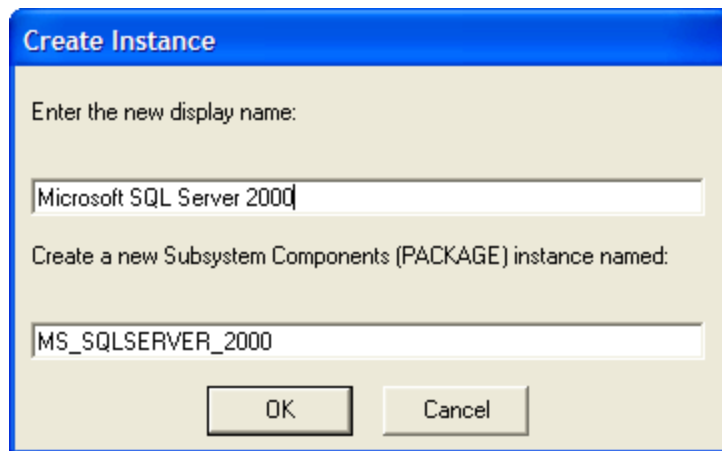 Create Instance
Enter the new display name:
Microsoft SQL Server 2000
Create a new Subsystem Components (PACKAGE) instance named:
MS_SQLSERVER_2000
OK Cancel